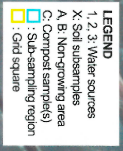 LEGEND
1, 2, 3: Water sources
X: Soil subsamples
A, B: Non-growing area
C: Compost sample(s)
: Sub-sampling region
: Grid square